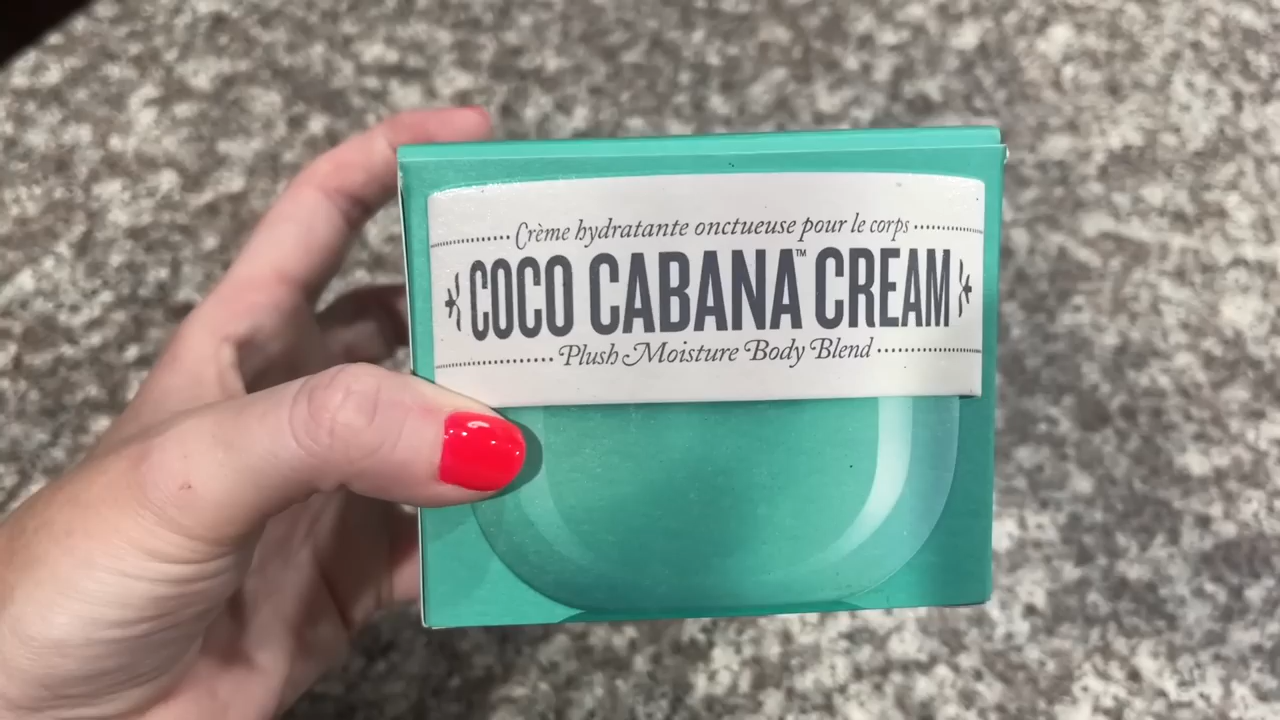 Crème hydratante onctueuse pour le corps
COCO CABANA™ CREAM
Plush Moisture Body Blend